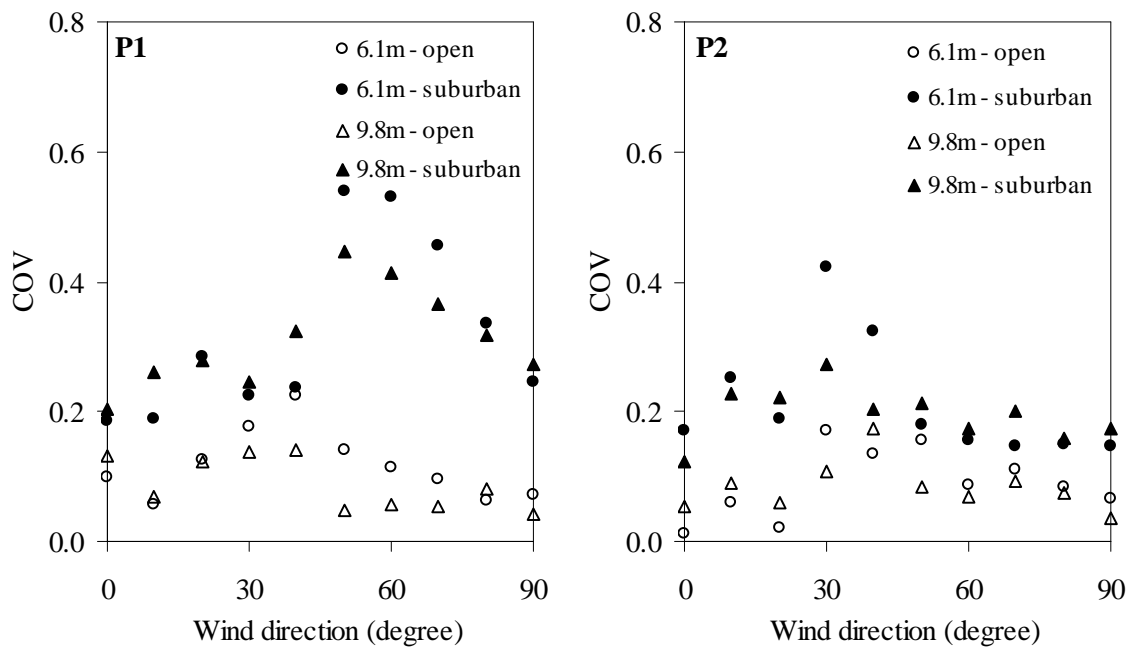 P1
6.1m - open
6.1m - suburban
9.8m - open
9.8m - suburban
0.8
0.6
0.4
0.2
0.0
COV
0 30 60 90
Wind direction (degree)
P2
6.1m - open
6.1m - suburban
9.8m - open
9.8m - suburban
0.8
0.6
0.4
0.2
0.0
COV
0 30 60 90
Wind direction (degree)